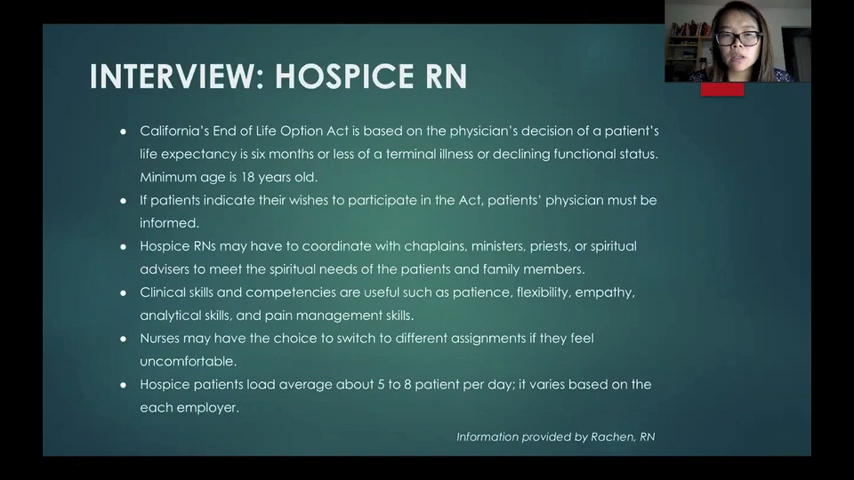 INTERVIEW: HOSPICE RN
● California's End of Life Option Act is based on the physician's decision of a patient's
life expectancy is six months or less of a terminal illness or declining functional status.
Minimum age is 18 years old.
● If patients indicate their wishes to participate in the Act, patients' physician must be
informed.
● Hospice RNs may have to coordinate with chaplains, ministers, priests, or spiritual
advisers to meet the spiritual needs of the patients and family members.
● Clinical skills and competencies are useful such as patience, flexibility, empathy,
analytical skills, and pain management skills.
● Nurses may have the choice to switch to different assignments if they feel
uncomfortable.
● Hospice patients load average about 5 to 8 patient per day; it varies based on the
each employer.
Information provided by Rachen, RN